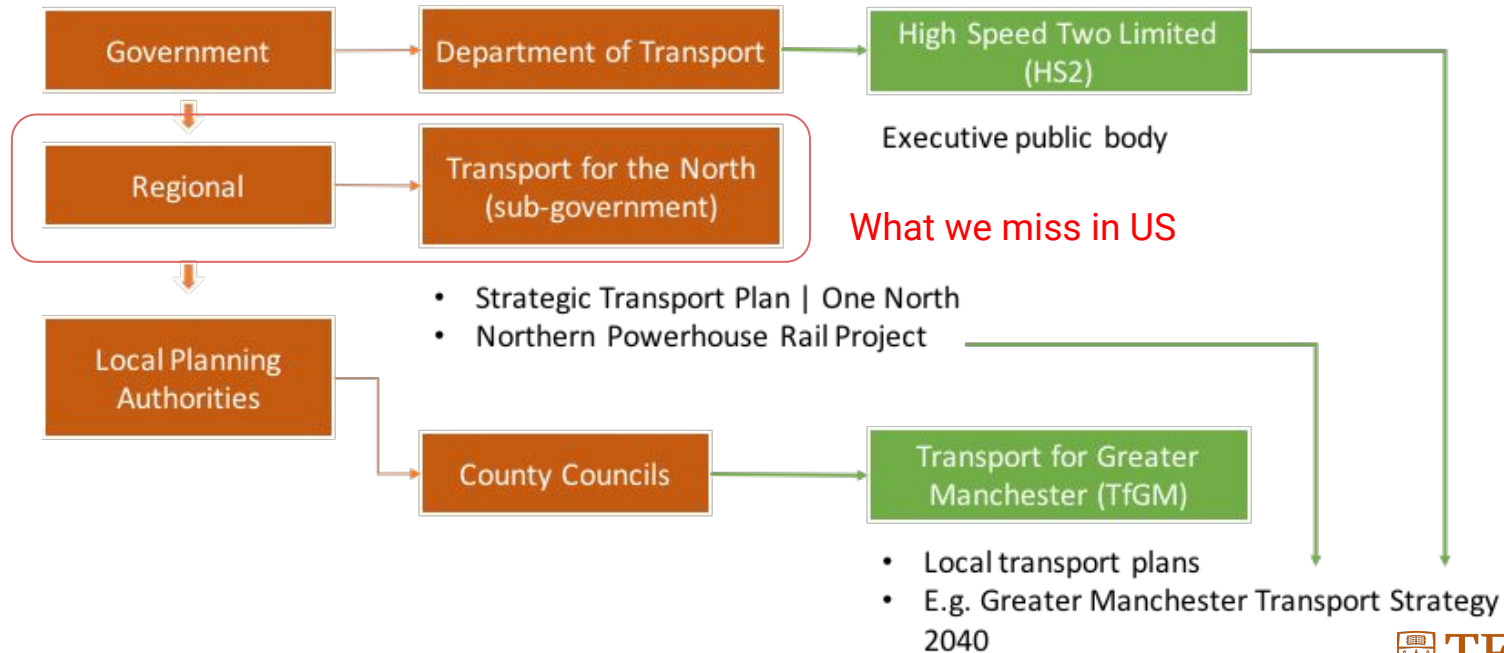 Government
Department of Transport
High Speed Two Limited
(HS2)
Executive public body
Regional
Transport for the North
(sub-government)
What we miss in US
• Strategic Transport Plan | One North
• Northern Powerhouse Rail Project
Local Planning
Authorities
County Councils
Transport for Greater
Manchester (TfGM)
• Local transport plans
• E.g. Greater Manchester Transport Strategy
2040